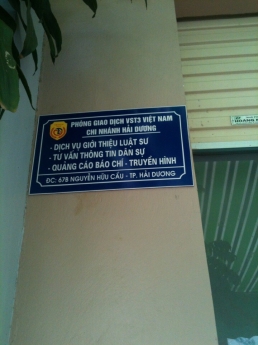 PHÒNG GIAO DỊCH VST3 VIỆT NAM
CHI NHÁNH HẢI DƯƠNG
- DỊCH VỤ GIỚI THIỆU LUẬT SƯ
- TƯ VẤN THÔNG TIN DÂN SỰ
- QUẢNG CÁO BÁO CHÍ - TRUYỀN HÌNH
ĐC: 67B NGUYỄN HỮU CẦU - TP. HẢI DƯƠNG